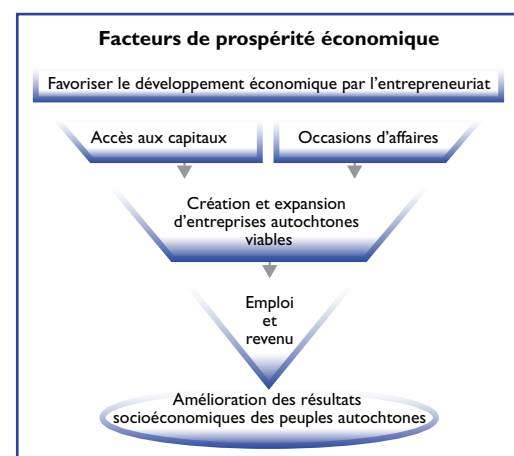 Facteurs de prospérité économique
Favoriser le développement économique par l’entrepreneuriat
Accès aux capitaux
Occasions d’affaires
Création et expansion
d’entreprises autochtones
viables
Emploi
et
revenu
Amélioration des résultats
socioéconomiques des peuples autochtones